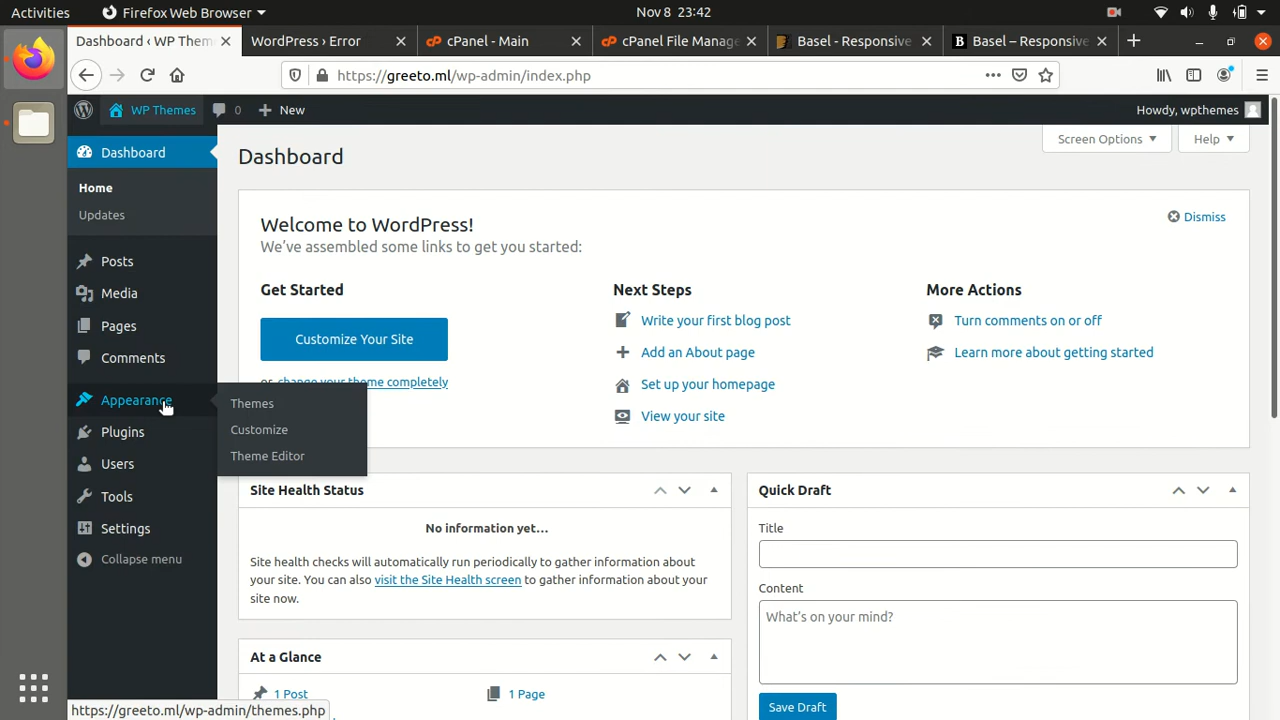 Activities
Firefox Web Browser
Nov 8 23:42
Dashboard ‹ WP Them
WordPress › Error
cPanel - Main
cPanel File Manage
Basel - Responsive
Basel – Responsive
https://greeto.ml/wp-admin/index.php
WP Themes
0
New
Howdy, wpthemes
Dashboard
Home
Updates
Posts
Media
Pages
Comments
Appearance
Plugins
Users
Tools
Settings
Collapse menu
Themes
Customize
Theme Editor
Dashboard
Screen Options
Help
Welcome to WordPress!
We've assembled some links to get you started:
Dismiss
Get Started
Customize Your Site
or, change your theme completely
Next Steps
Write your first blog post
Add an About page
Set up your homepage
View your site
More Actions
Turn comments on or off
Learn more about getting started
Site Health Status
No information yet…
Site health checks will automatically run periodically to gather information about
your site. You can also visit the Site Health screen to gather information about your
site now.
At a Glance
1 Post
1 Page
Quick Draft
Title
Content
What's on your mind?
Save Draft
https://greeto.ml/wp-admin/themes.php